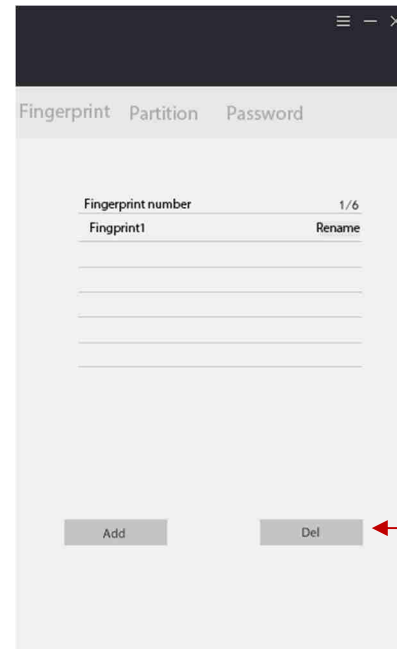 Fingerprint Partition Password
Fingerprint number 1/6
Fingprint1 Rename
Add Del